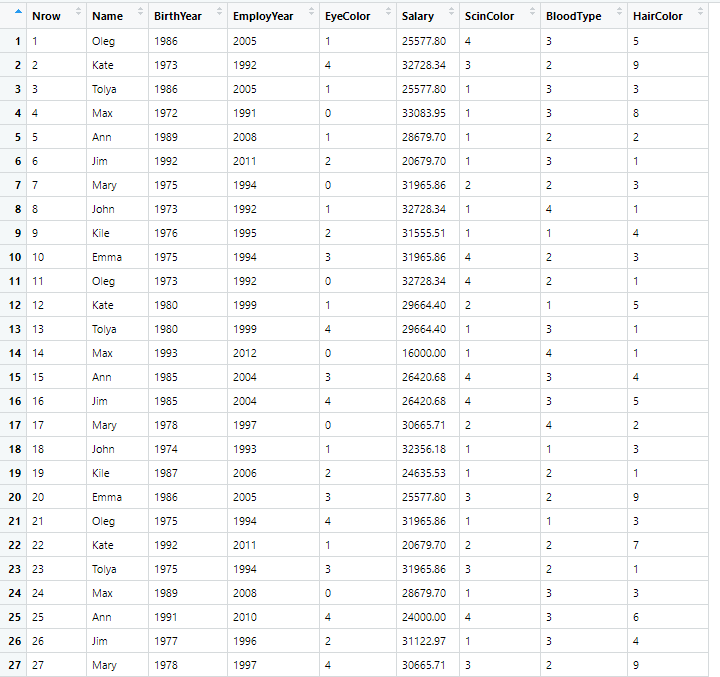 Nrow Name BirthYear EmployYear EyeColor Salary ScinColor BloodType HairColor
1 1 Oleg 1986 2005 1 25577.80 4 3 5
2 2 Kate 1973 1992 4 32728.34 3 2 9
3 3 Tolya 1986 2005 1 25577.80 1 3 3
4 4 Max 1972 1991 0 33083.95 1 3 8
5 5 Ann 1989 2008 1 28679.70 1 2 2
6 6 Jim 1992 2011 2 20679.70 1 3 1
7 7 Mary 1975 1994 0 31965.86 2 2 3
8 8 John 1973 1992 1 32728.34 1 4 1
9 9 Kile 1976 1995 2 31555.51 1 1 4
10 10 Emma 1975 1994 3 31965.86 4 2 3
11 11 Oleg 1973 1992 0 32728.34 4 2 1
12 12 Kate 1980 1999 1 29664.40 2 1 5
13 13 Tolya 1980 1999 4 29664.40 1 3 1
14 14 Max 1993 2012 0 16000.00 1 4 1
15 15 Ann 1985 2004 3 26420.68 4 3 4
16 16 Jim 1985 2004 4 26420.68 4 3 5
17 17 Mary 1978 1997 0 30665.71 2 4 2
18 18 John 1974 1993 1 32356.18 1 1 3
19 19 Kile 1987 2006 2 24635.53 1 2 1
20 20 Emma 1986 2005 3 25577.80 3 2 9
21 21 Oleg 1975 1994 4 31965.86 1 1 3
22 22 Kate 1992 2011 1 20679.70 2 2 7
23 23 Tolya 1975 1994 3 31965.86 3 2 1
24 24 Max 1989 2008 0 28679.70 1 3 3
25 25 Ann 1991 2010 4 24000.00 4 3 6
26 26 Jim 1977 1996 2 31122.97 1 3 4
27 27 Mary 1978 1997 4 30665.71 3 2 9